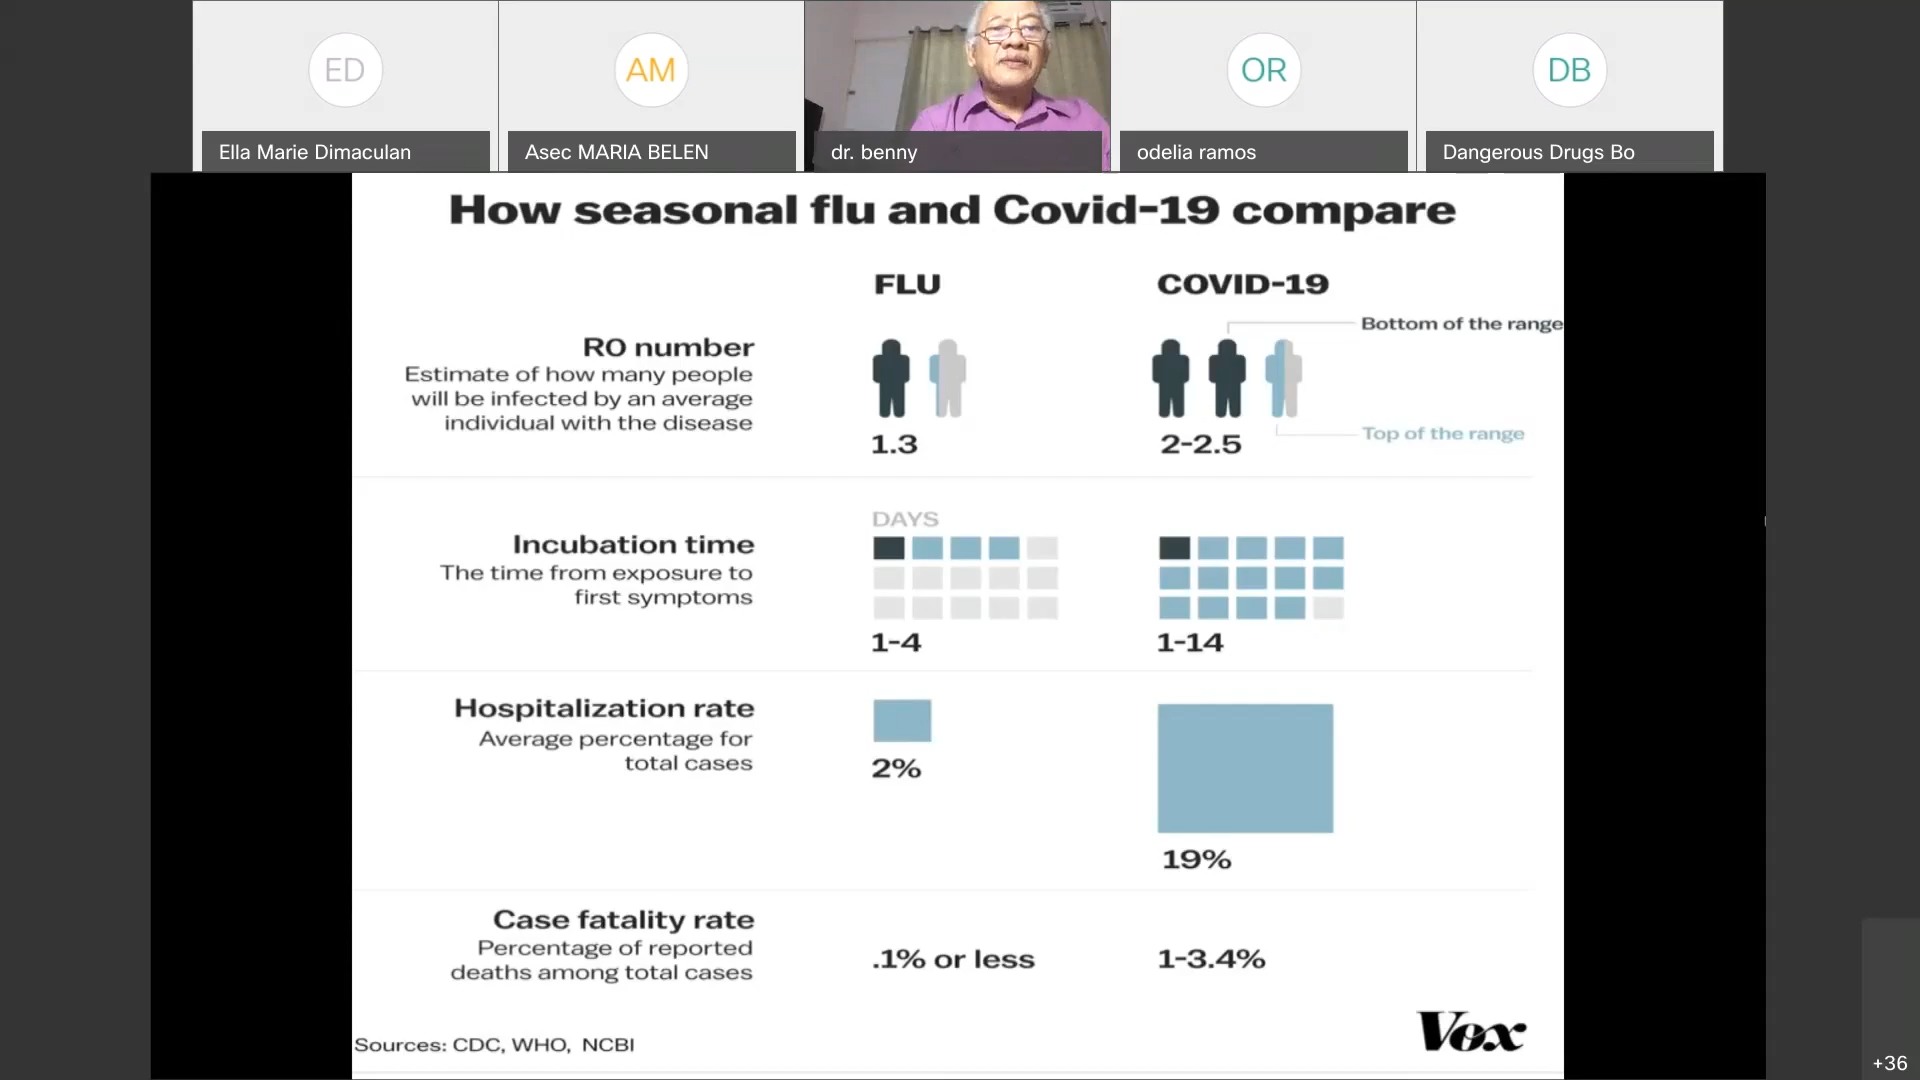 ED
AM
OR
DB
Ella Marie Dimaculan
Asec MARIA BELEN
dr. benny
odelia ramos
Dangerous Drugs Bo
How seasonal flu and Covid-19 compare
FLU
COVID-19
Bottom of the range
R0 number
Estimate of how many people
will be infected by an average
individual with the disease
1.3
2-2.5
Top of the range
DAYS
Incubation time
The time from exposure to
first symptoms
1-4
1-14
Hospitalization rate
Average percentage for
total cases
2%
19%
Case fatality rate
Percentage of reported
deaths among total cases
.1% or less
1-3.4%
Sources: CDC, WHO, NCBI
Vox
+36